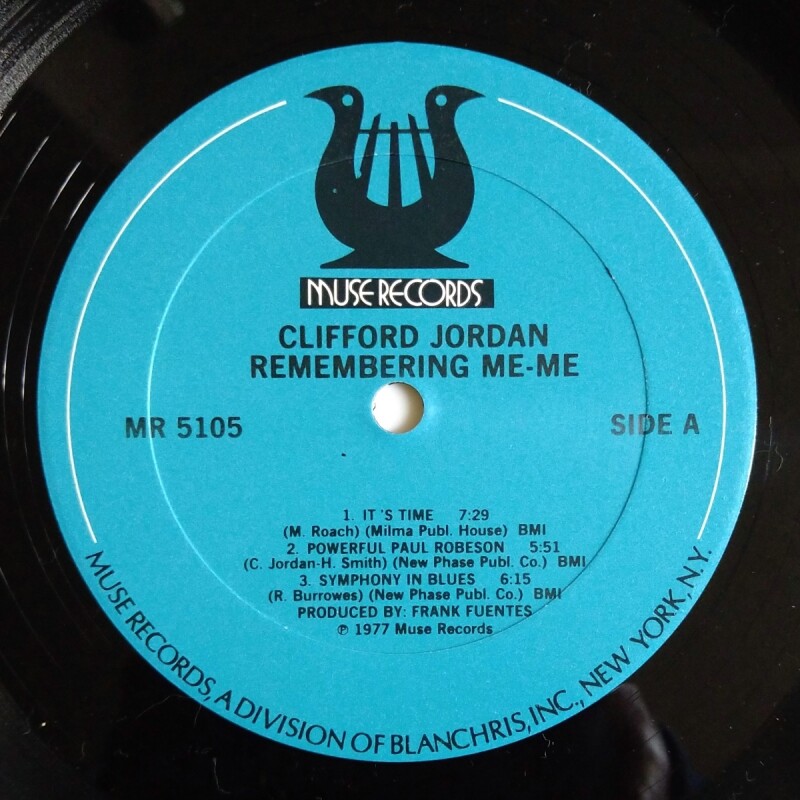 MUSE RECORDS
CLIFFORD JORDAN
REMEMBERING ME-ME
MR 5105
SIDE A
1. IT'S TIME 7:29
(M. Roach) (Milma Publ. House) BMI
2. POWERFUL PAUL ROBESON 5:51
(C. Jordan-H. Smith) (New Phase Publ. Co.) BMI
3. SYMPHONY IN BLUES 6:15
(R. Burrowes) (New Phase Publ. Co.) BMI
PRODUCED BY: FRANK FUENTES
℗ 1977 Muse Records
MUSE RECORDS, A DIVISION OF BLANCHRIS, INC., NEW YORK, N.Y.